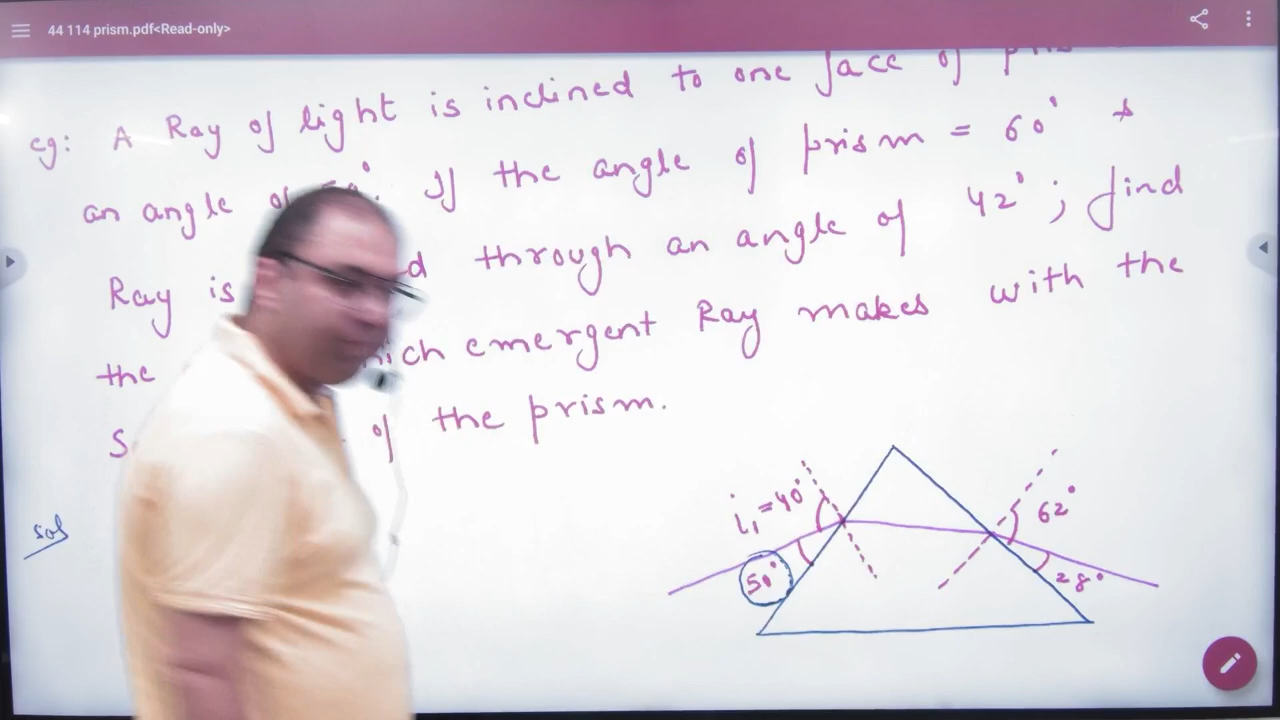 44 114 prism.pdf<Read-only>
eg: A Ray of light is inclined to one face of
an angle If the angle of prism = 60° &
Ray is through an angle of 42°; find
the emergent Ray makes with the
of the prism.
sol
i₁=40°
50°
62°
28°